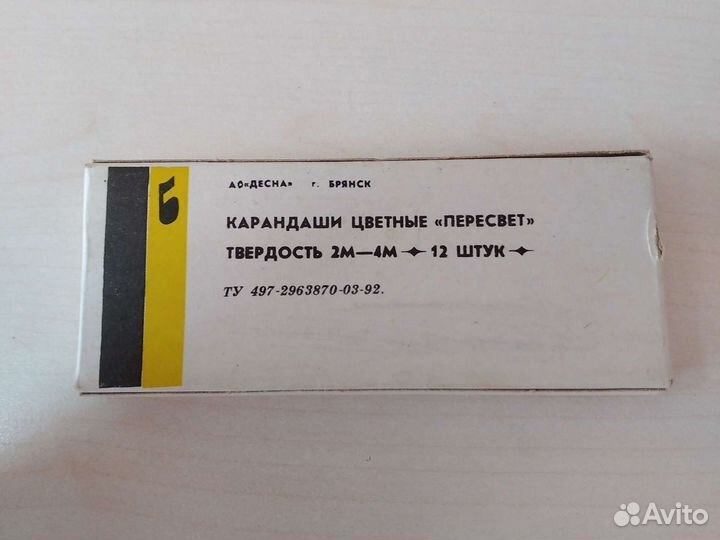 АО«ДЕСНА» г. БРЯНСК
Б
КАРАНДАШИ ЦВЕТНЫЕ «ПЕРЕСВЕТ»
ТВЕРДОСТЬ 2М—4М 12 ШТУК
ТУ 497-2963870-03-92.
Avito